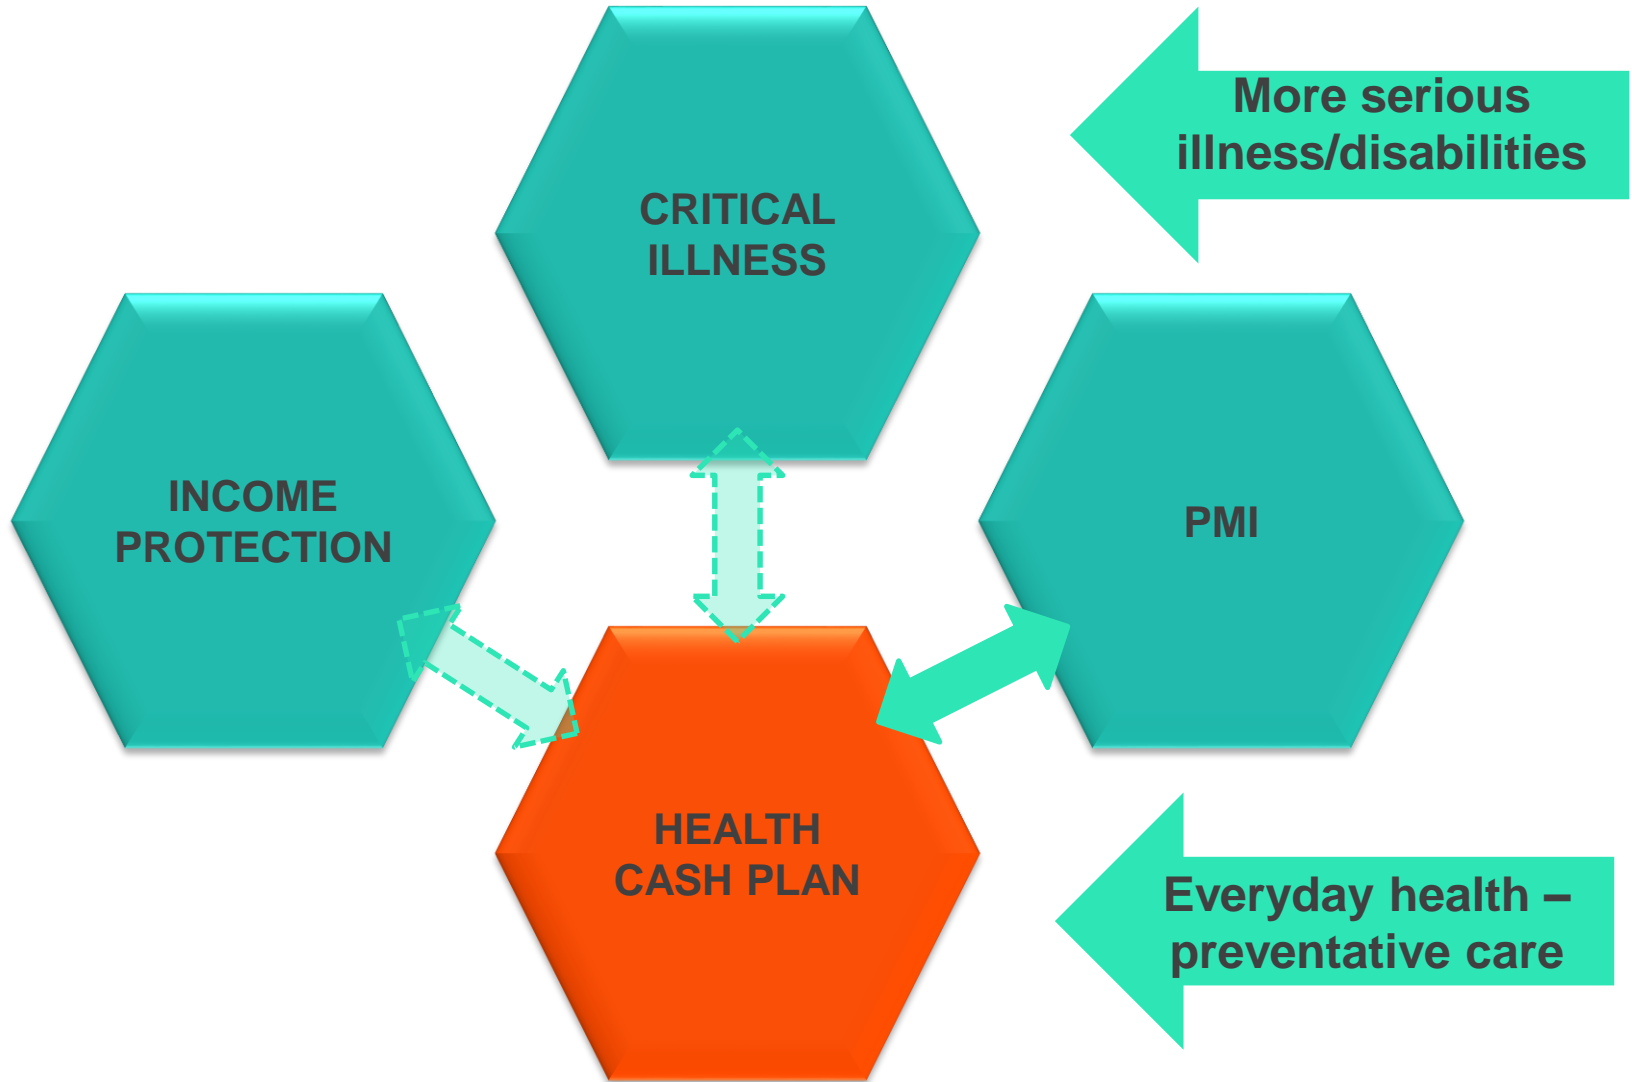 More serious
illness/disabilities
CRITICAL
ILLNESS
INCOME
PROTECTION
PMI
HEALTH
CASH PLAN
Everyday health –
preventative care